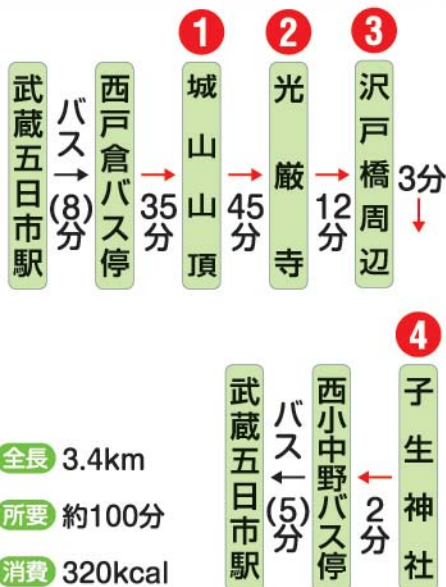 武蔵五日市駅
バス(8)分
西戸倉バス停
35分
1
城山山頂
45分
2
光厳寺
12分
3
沢戸橋周辺
3分
4
子生神社
2分
西小中野バス停
バス(5)分
武蔵五日市駅
全長 3.4km
所要 約100分
消費 320kcal